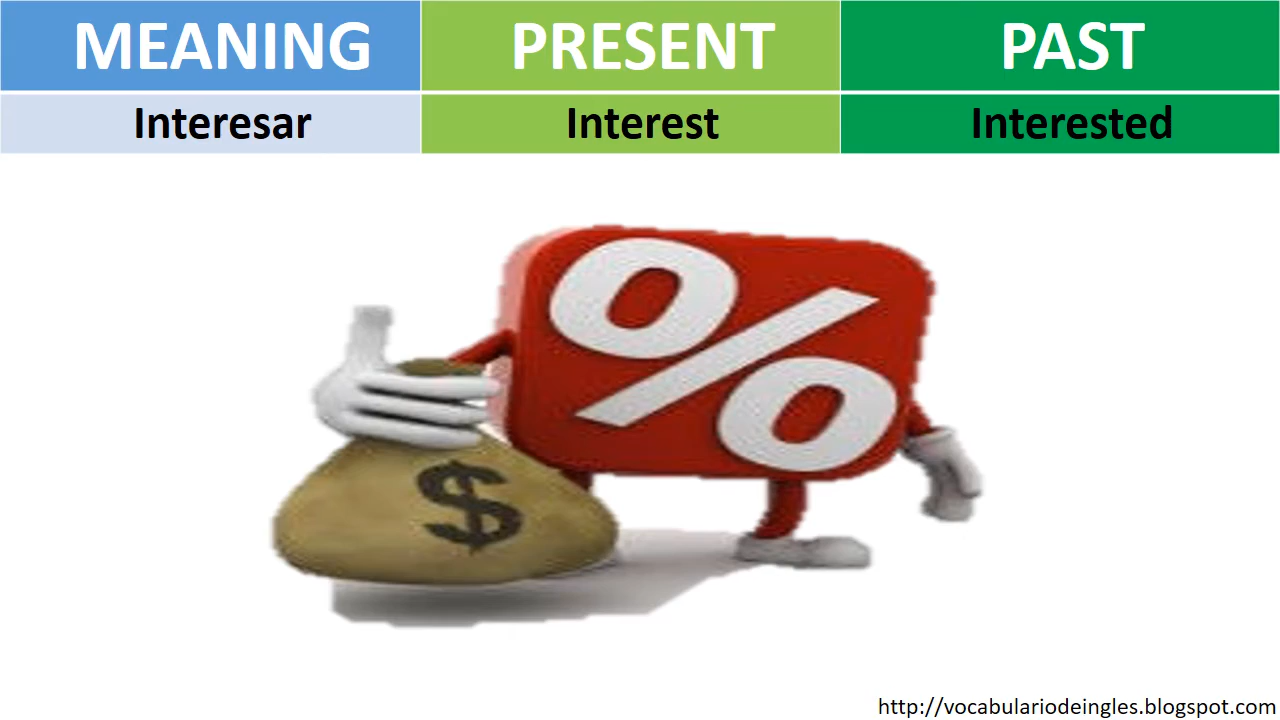 MEANING PRESENT PAST
Interesar Interest Interested
%
$
http://vocabulariodeingles.blogspot.com